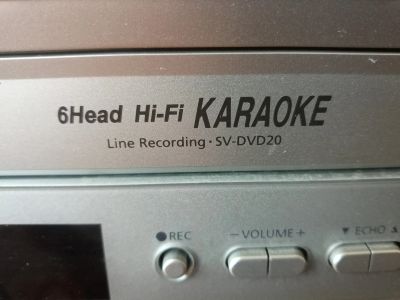 6Head Hi-Fi KARAOKE
Line Recording · SV-DVD20
●REC − VOLUME + ▼ ECHO ▲